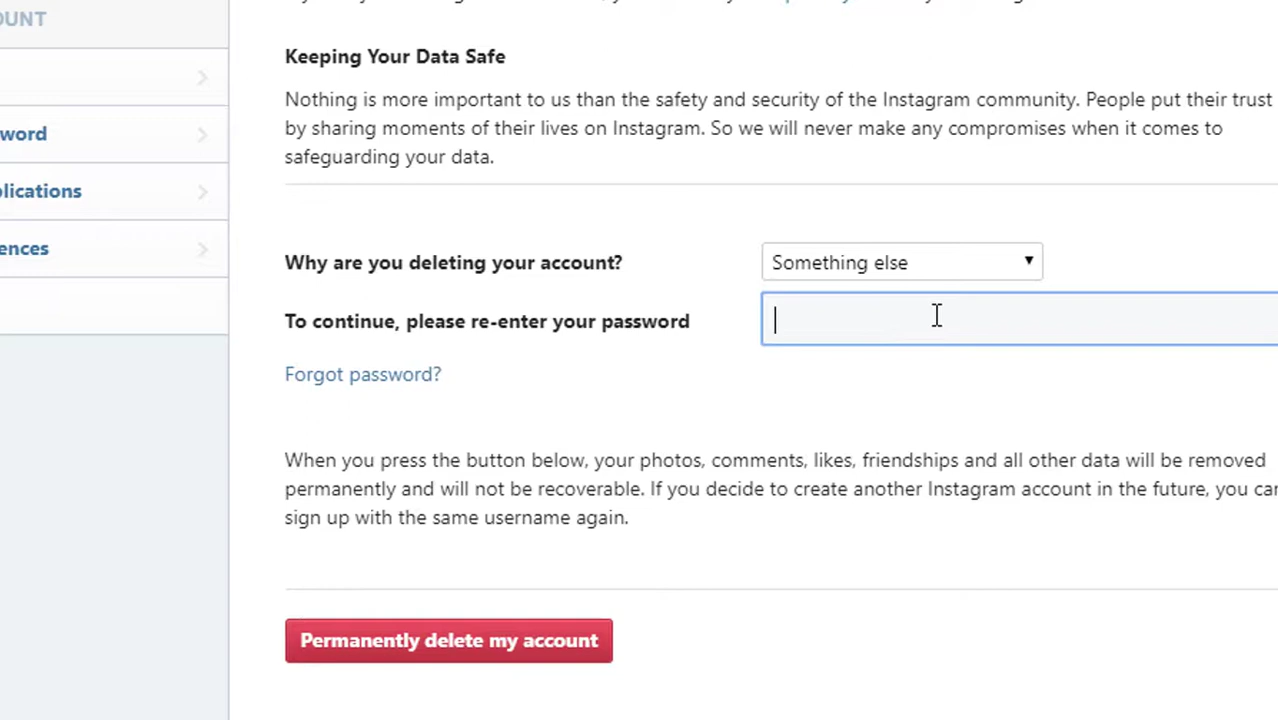 OUNT
Keeping Your Data Safe
Nothing is more important to us than the safety and security of the Instagram community. People put their trust
word
by sharing moments of their lives on Instagram. So we will never make any compromises when it comes to
safeguarding your data.
plications
ences
Why are you deleting your account?
Something else
To continue, please re-enter your password
Forgot password?
When you press the button below, your photos, comments, likes, friendships and all other data will be removed
permanently and will not be recoverable. If you decide to create another Instagram account in the future, you can
sign up with the same username again.
Permanently delete my account